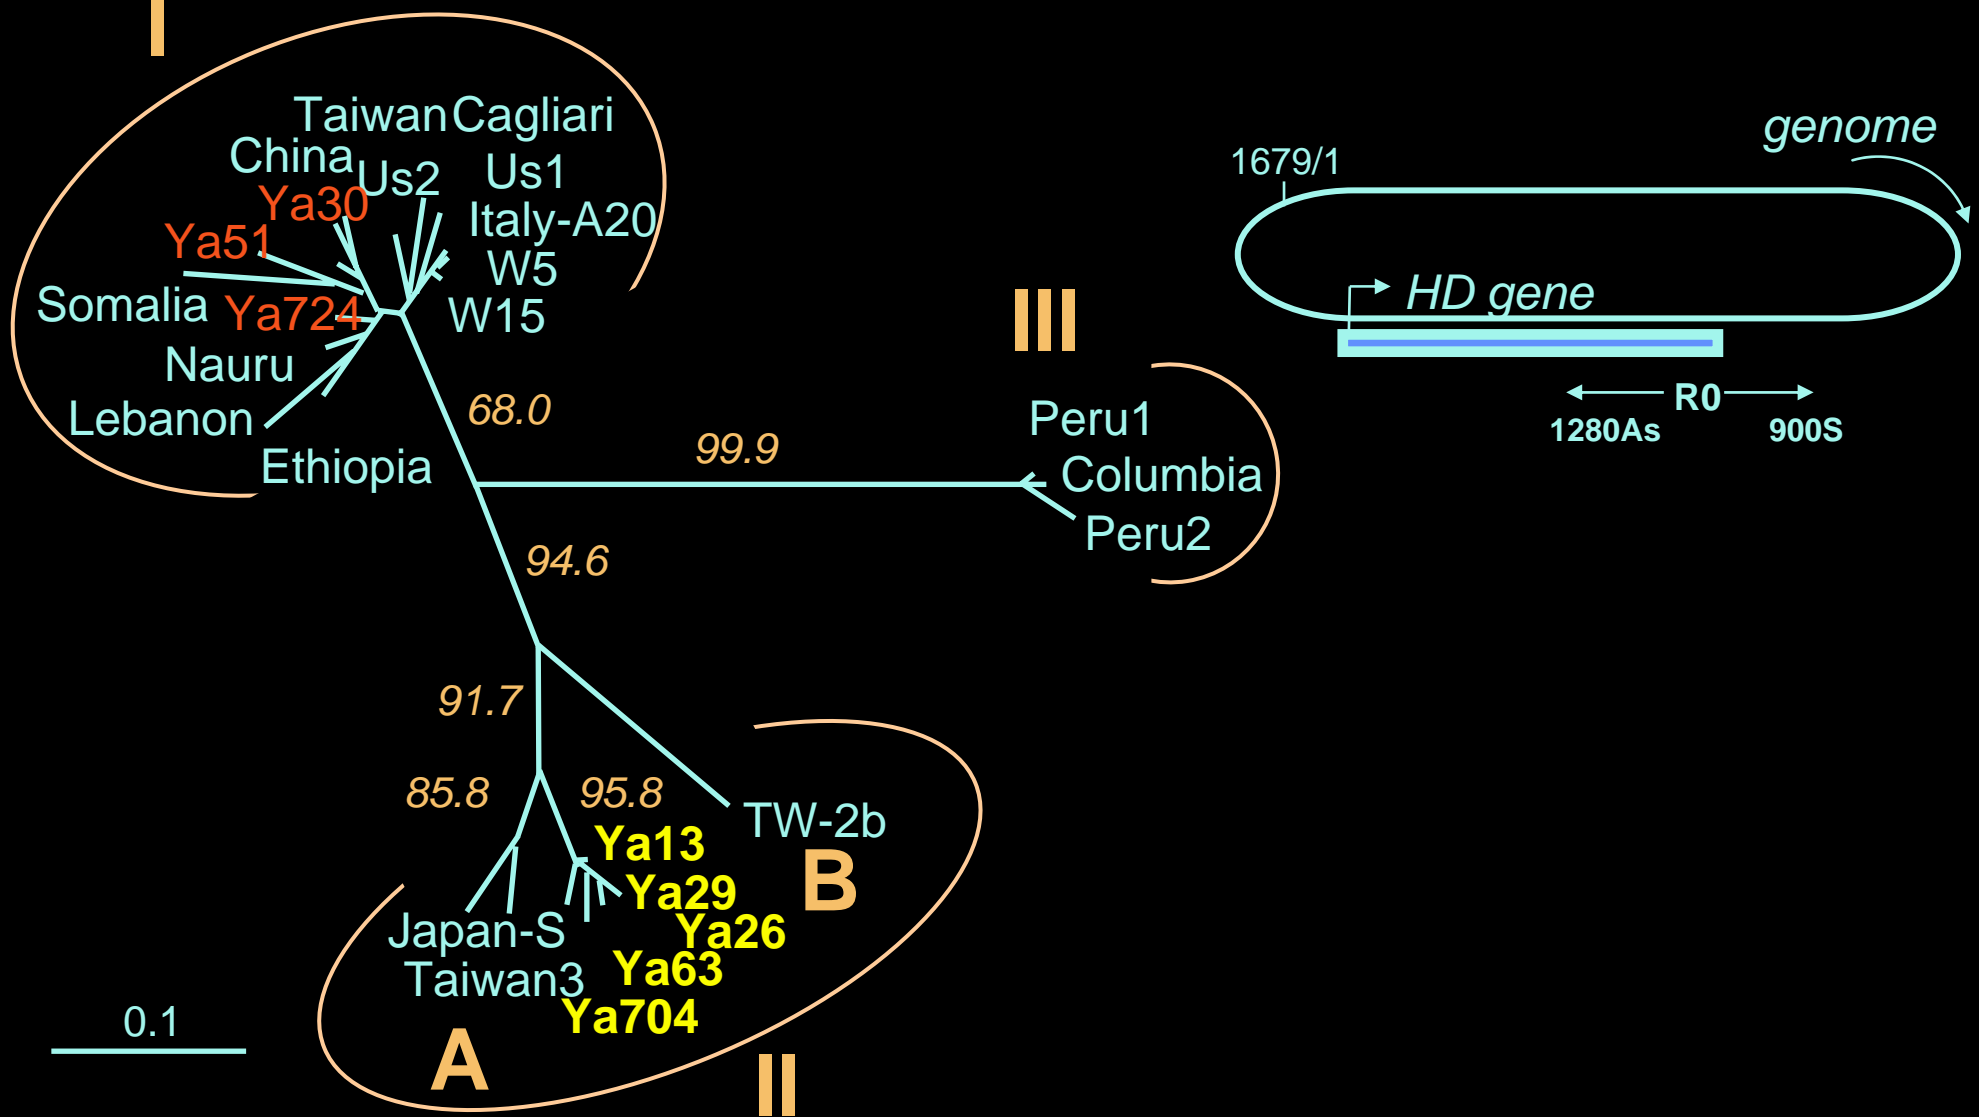 I
Taiwan Cagliari
China Us2 Us1
Ya30 Italy-A20
Ya51 W5
Somalia Ya724 W15
Nauru
Lebanon
Ethiopia
68.0
99.9
III
Peru1
Columbia
Peru2
94.6
91.7
85.8
95.8
TW-2b
B
Ya13
Ya29
Ya26
Ya63
Ya704
Japan-S
Taiwan3
A
II
0.1
genome
1679/1
HD gene
R0
1280As 900S